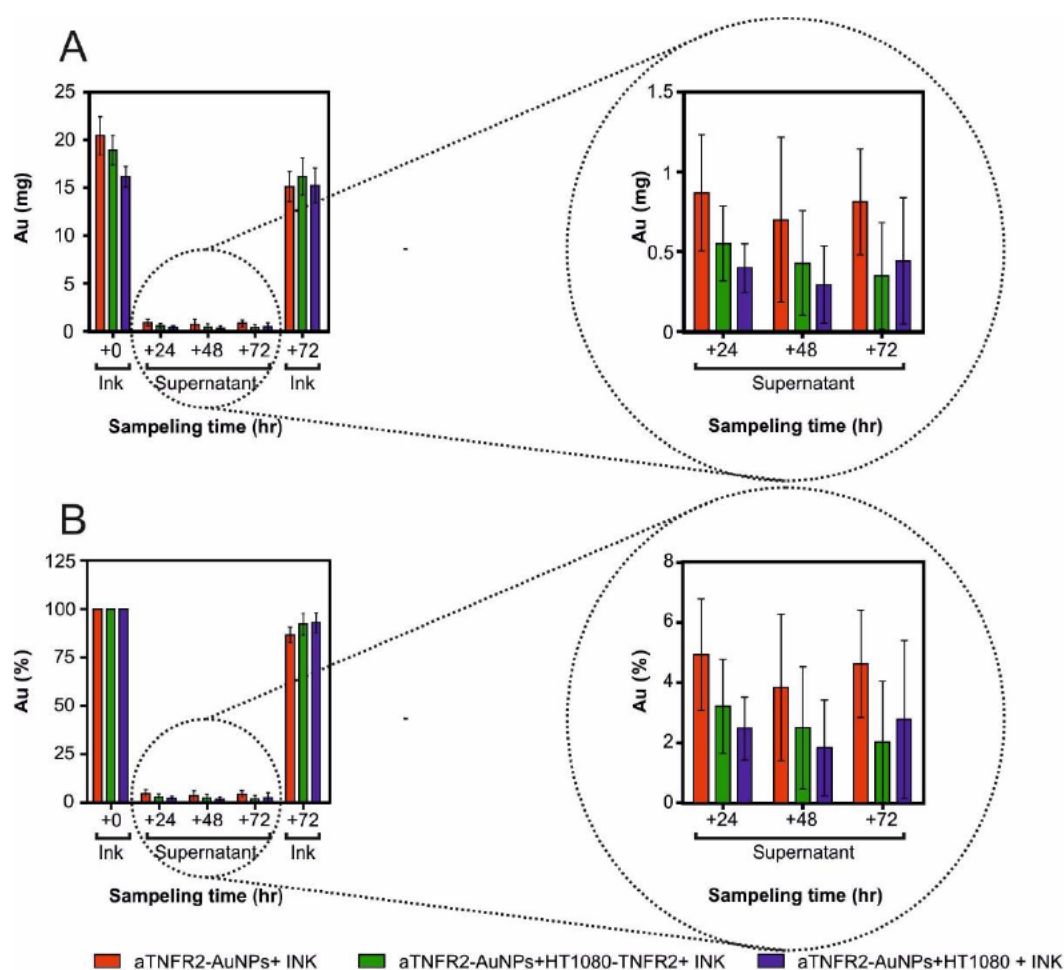 A
25
20
15
10
5
0
Au (mg)
+0 +24 +48 +72 +72
Ink Supernatant Ink
Sampeling time (hr)
1.5
1
0.5
0
Au (mg)
+24 +48 +72
Supernatant
Sampeling time (hr)
B
125
100
75
50
25
0
Au (%)
+0 +24 +48 +72 +72
Ink Supernatant Ink
Sampeling time (hr)
8
6
4
2
0
Au (%)
+24 +48 +72
Supernatant
Sampeling time (hr)
aTNFR2-AuNPs+ INK aTNFR2-AuNPs+HT1080-TNFR2+ INK aTNFR2-AuNPs+HT1080 + INK